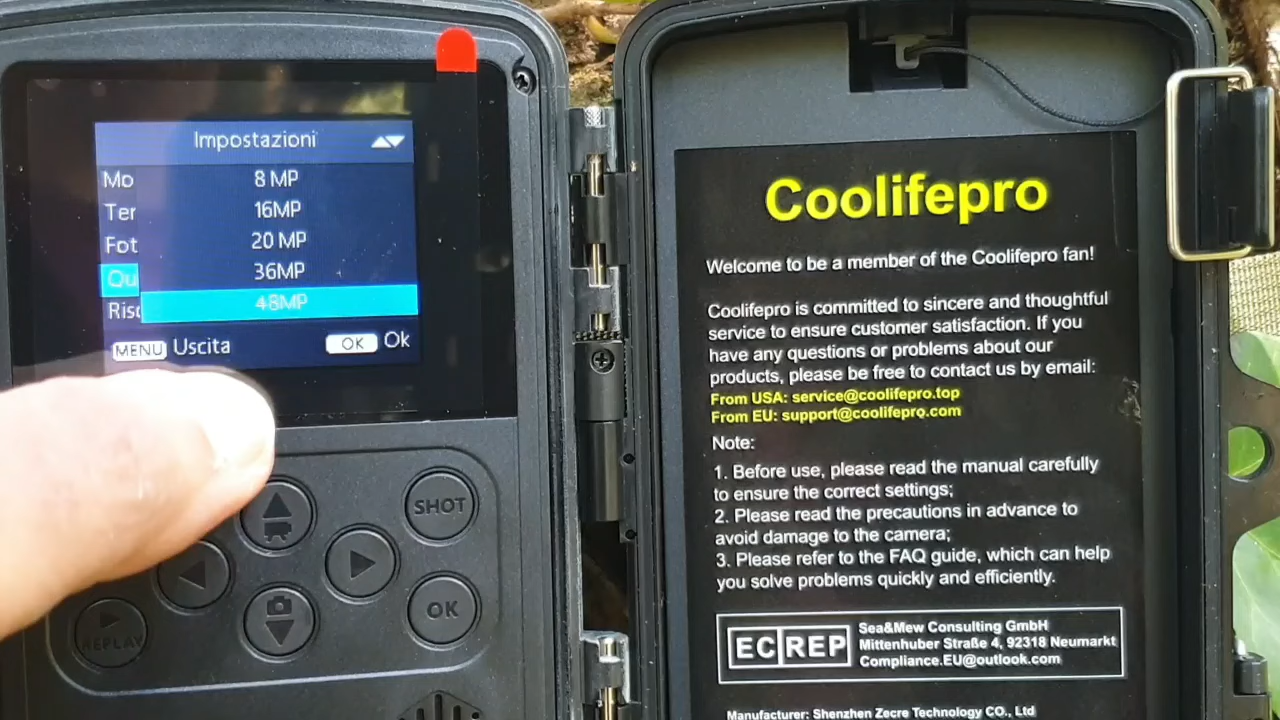 Impostazioni
Mo
8 MP
Ter
16MP
Fot
20 MP
36MP
Qu
48MP
Riso
MENU Uscita
OK Ok
SHOT
OK
REPLAY
Coolifepro
Welcome to be a member of the Coolifepro fan!
Coolifepro is committed to sincere and thoughtful
service to ensure customer satisfaction. If you
have any questions or problems about our
products, please be free to contact us by email:
From USA: service@coolifepro.top
From EU: support@coolifepro.com
Note:
1. Before use, please read the manual carefully
to ensure the correct settings;
2. Please read the precautions in advance to
avoid damage to the camera;
3. Please refer to the FAQ guide, which can help
you solve problems quickly and efficiently.
EC REP
Sea&Mew Consulting GmbH
Mittenhuber Straße 4, 92318 Neumarkt
Compliance.EU@outlook.com
Manufacturer: Shenzhen Zecre Technology CO., Ltd